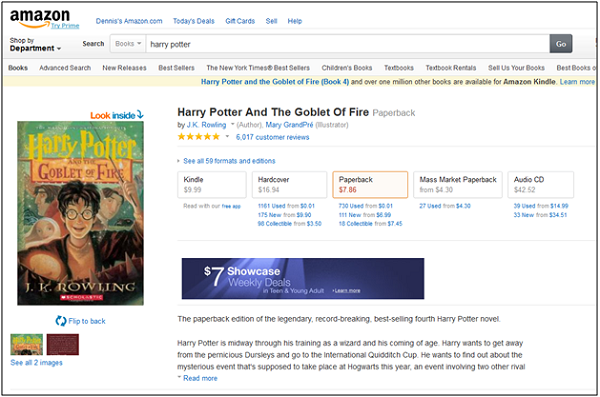 amazon
Try Prime
Dennis's Amazon.com Today's Deals Gift Cards Sell Help
Shop by
Department
Search Books harry potter Go
Books Advanced Search New Releases Best Sellers The New York Times® Best Sellers Children's Books Textbooks Textbook Rentals Sell Us Your Books Best
Harry Potter and the Goblet of Fire (Book 4) and over one million other books are available for Amazon Kindle. Learn more
Look inside
Harry Potter And The Goblet Of Fire Paperback
by J.K. Rowling (Author), Mary GrandPré (Illustrator)
6,017 customer reviews
See all 59 formats and editions
Kindle
$9.99
Read with our free app
Hardcover
$16.94
1161 Used from $0.01
175 New from $9.90
98 Collectible from $3.50
Paperback
$7.86
730 Used from $0.01
111 New from $6.99
18 Collectible from $7.45
Mass Market Paperback
from $4.30
27 Used from $4.30
Audio CD
$42.52
39 Used from $14.99
33 New from $34.51
Harry Potter
AND THE
GOBLET OF FIRE
J. K. ROWLING
SCHOLASTIC
Flip to back
See all 2 images
$7 Showcase
Weekly Deals
in Teen & Young Adult
Learn more
The paperback edition of the legendary, record-breaking, best-selling fourth Harry Potter novel.
Harry Potter is midway through his training as a wizard and his coming of age. Harry wants to get away
from the pernicious Dursleys and go to the International Quidditch Cup. He wants to find out about the
mysterious event that's supposed to take place at Hogwarts this year, an event involving two other rival
Read more